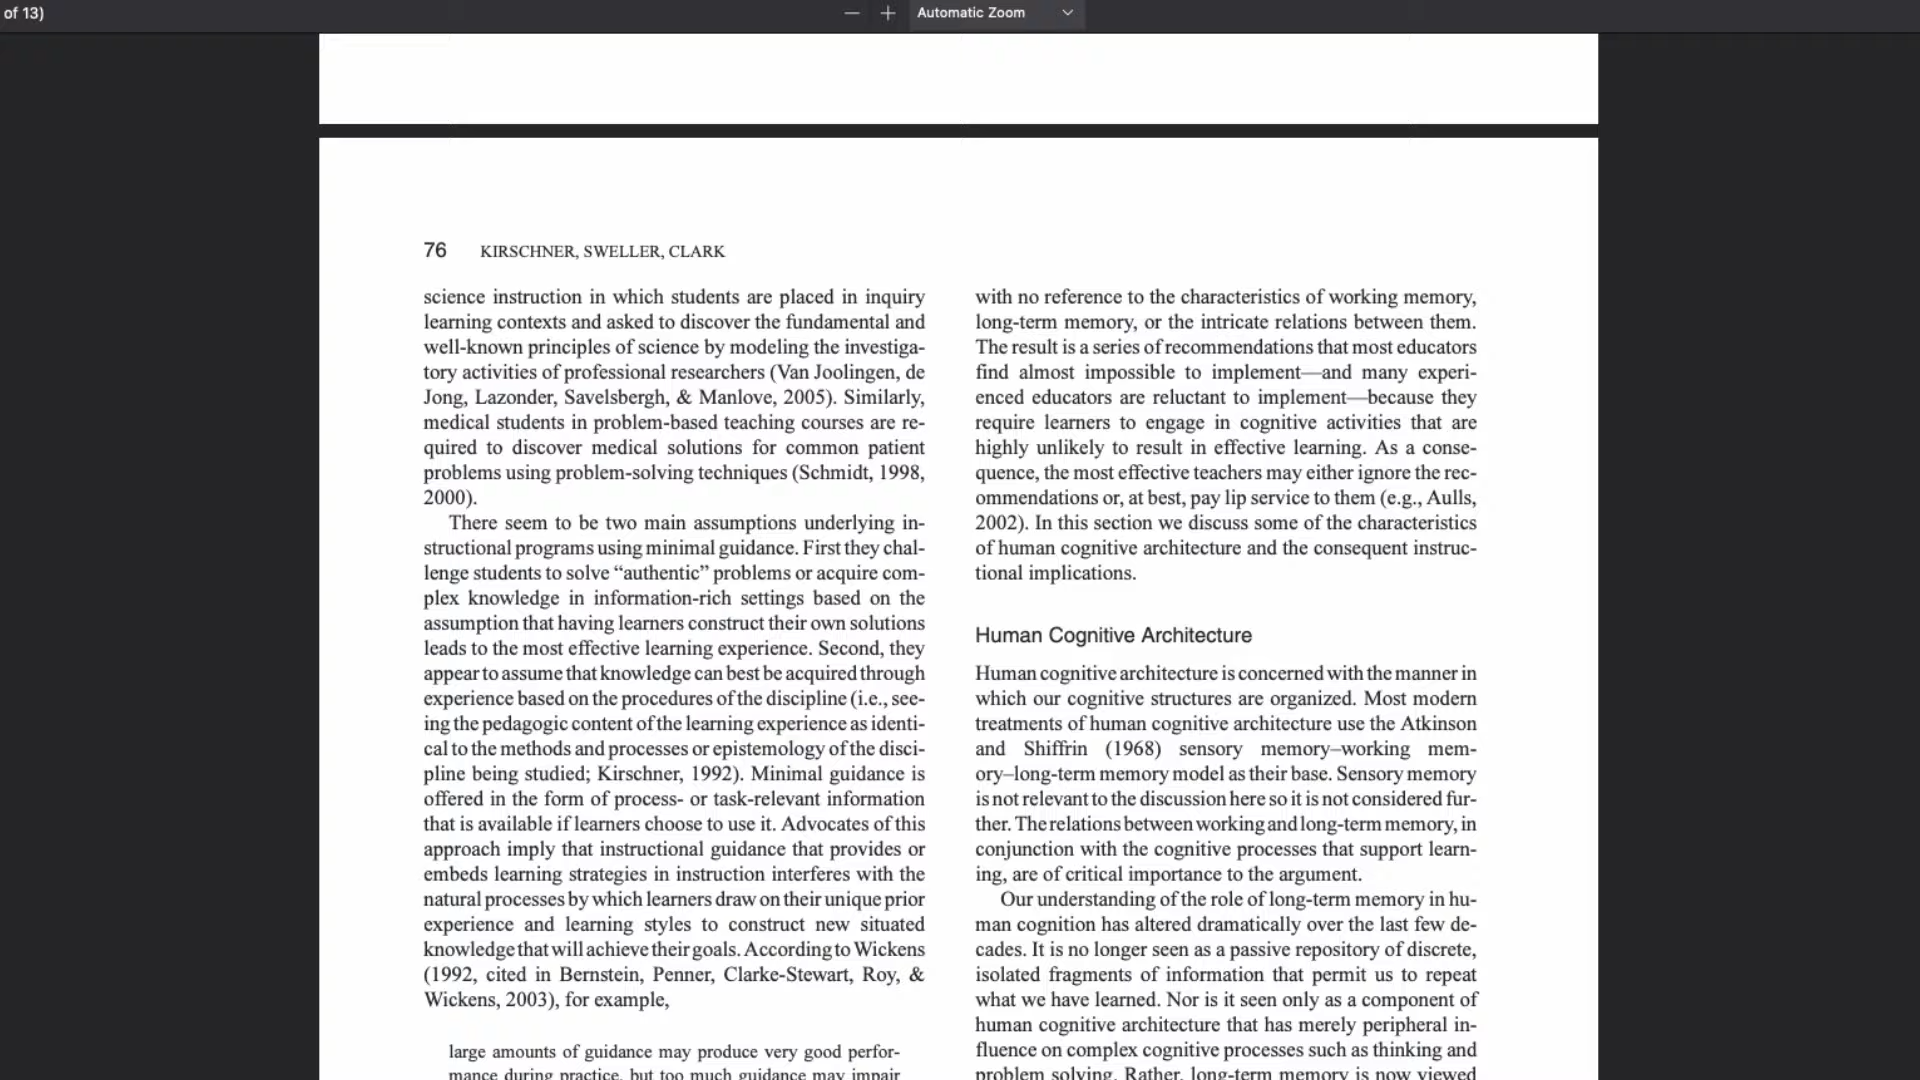 of 13)
Automatic Zoom
76 KIRSCHNER, SWELLER, CLARK
science instruction in which students are placed in inquiry
learning contexts and asked to discover the fundamental and
well-known principles of science by modeling the investiga-
tory activities of professional researchers (Van Joolingen, de
Jong, Lazonder, Savelsbergh, & Manlove, 2005). Similarly,
medical students in problem-based teaching courses are re-
quired to discover medical solutions for common patient
problems using problem-solving techniques (Schmidt, 1998,
2000).
There seem to be two main assumptions underlying in-
structional programs using minimal guidance. First they chal-
lenge students to solve “authentic” problems or acquire com-
plex knowledge in information-rich settings based on the
assumption that having learners construct their own solutions
leads to the most effective learning experience. Second, they
appear to assume that knowledge can best be acquired through
experience based on the procedures of the discipline (i.e., see-
ing the pedagogic content of the learning experience as identi-
cal to the methods and processes or epistemology of the disci-
pline being studied; Kirschner, 1992). Minimal guidance is
offered in the form of process- or task-relevant information
that is available if learners choose to use it. Advocates of this
approach imply that instructional guidance that provides or
embeds learning strategies in instruction interferes with the
natural processes by which learners draw on their unique prior
experience and learning styles to construct new situated
knowledge that will achieve their goals. According to Wickens
(1992, cited in Bernstein, Penner, Clarke-Stewart, Roy, &
Wickens, 2003), for example,
large amounts of guidance may produce very good perfor-
mance during practice, but too much guidance may impair
with no reference to the characteristics of working memory,
long-term memory, or the intricate relations between them.
The result is a series of recommendations that most educators
find almost impossible to implement—and many experi-
enced educators are reluctant to implement—because they
require learners to engage in cognitive activities that are
highly unlikely to result in effective learning. As a conse-
quence, the most effective teachers may either ignore the rec-
ommendations or, at best, pay lip service to them (e.g., Aulls,
2002). In this section we discuss some of the characteristics
of human cognitive architecture and the consequent instruc-
tional implications.
Human Cognitive Architecture
Human cognitive architecture is concerned with the manner in
which our cognitive structures are organized. Most modern
treatments of human cognitive architecture use the Atkinson
and Shiffrin (1968) sensory memory–working mem-
ory–long-term memory model as their base. Sensory memory
is not relevant to the discussion here so it is not considered fur-
ther. The relations between working and long-term memory, in
conjunction with the cognitive processes that support learn-
ing, are of critical importance to the argument.
Our understanding of the role of long-term memory in hu-
man cognition has altered dramatically over the last few de-
cades. It is no longer seen as a passive repository of discrete,
isolated fragments of information that permit us to repeat
what we have learned. Nor is it seen only as a component of
human cognitive architecture that has merely peripheral in-
fluence on complex cognitive processes such as thinking and
problem solving. Rather, long-term memory is now viewed